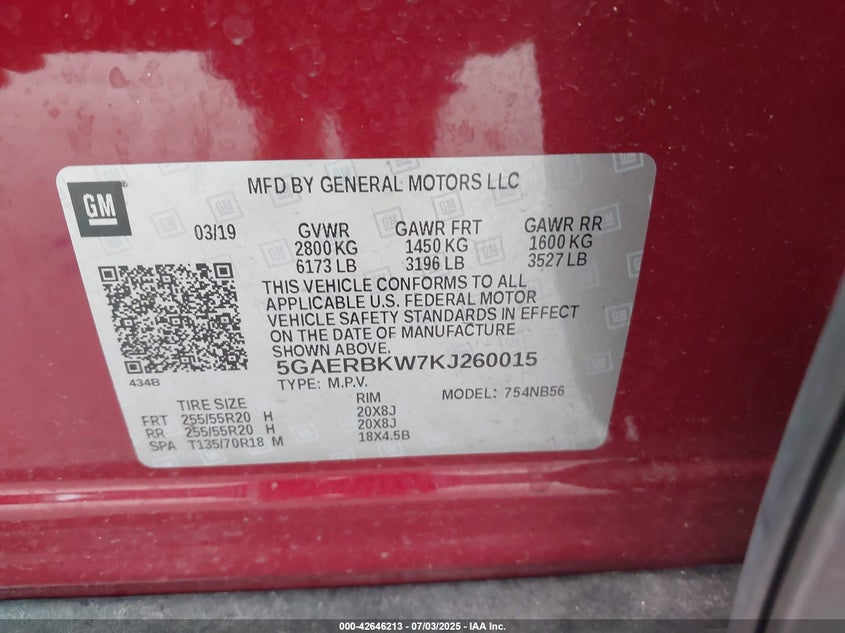 GM
MFD BY GENERAL MOTORS LLC
03/19 GVWR GAWR FRT GAWR RR
2800 KG 1450 KG 1600 KG
6173 LB 3196 LB 3527 LB
THIS VEHICLE CONFORMS TO ALL
APPLICABLE U.S. FEDERAL MOTOR
VEHICLE SAFETY STANDARDS IN EFFECT
ON THE DATE OF MANUFACTURE
SHOWN ABOVE.
434B
5GAERBKW7KJ260015
TYPE: M.P.V. MODEL: 754NB56
TIRE SIZE RIM
FRT 255/55R20 H 20X8J
RR 255/55R20 H 20X8J
SPA T135/70R18 M 18X4.5B
000-42646213 - 07/03/2025 - IAA Inc.